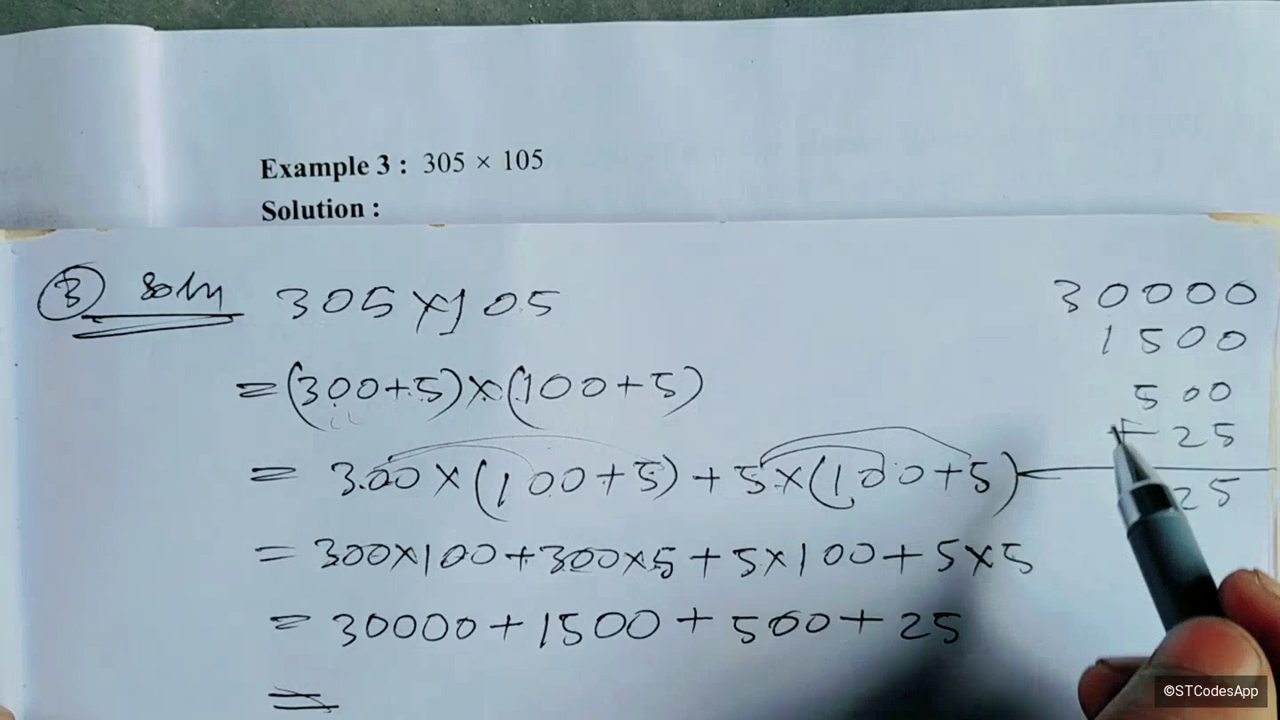 Example 3 : 305 × 105
Solution :
③ Soln 305×105
=(300+5)×(100+5)
= 300×(100+5)+5×(100+5)
= 300×100+300×5+5×100+5×5
= 30000+1500+500+25
=
30000
1500
500
+ 25
25
©STCodesApp